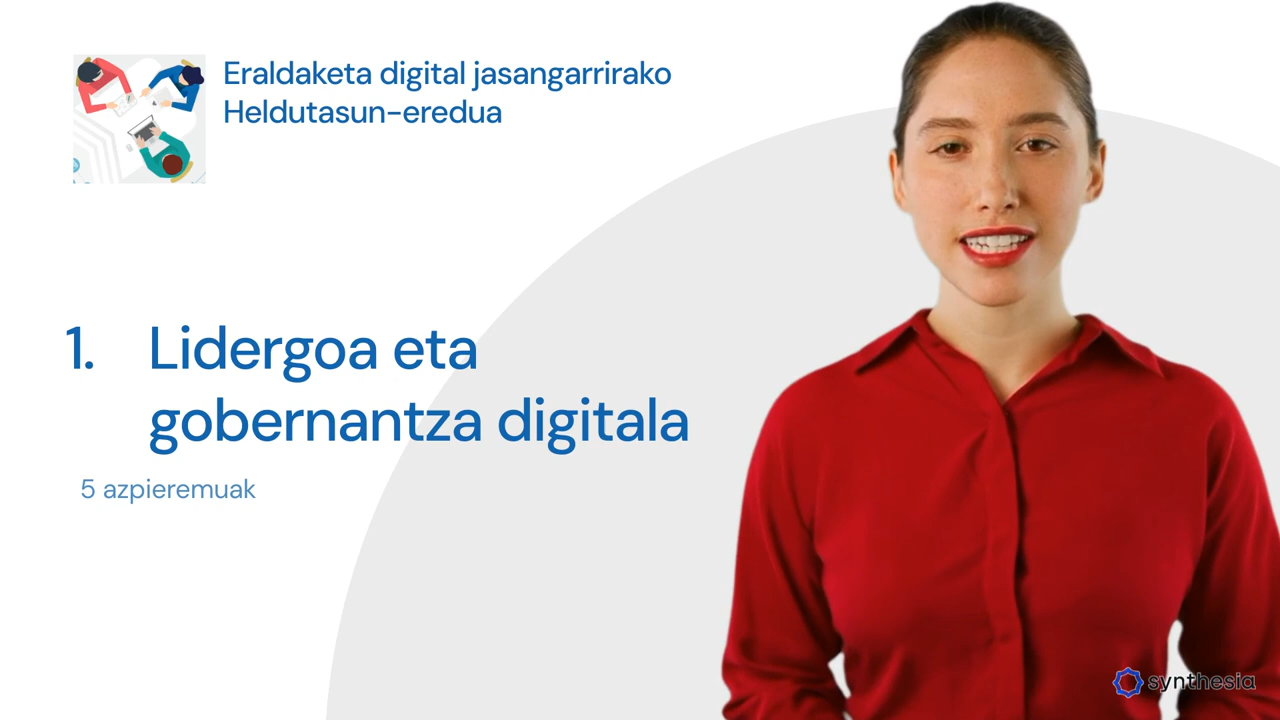 Eraldaketa digital jasangarrirako
Heldutasun-eredua
1. Lidergoa eta
gobernantza digitala
5 azpieremuak
synthesia